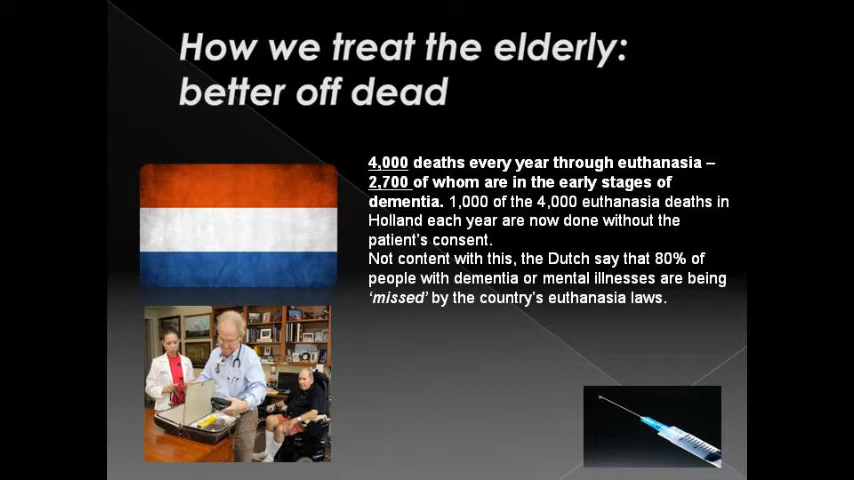 How we treat the elderly:
better off dead
4,000 deaths every year through euthanasia –
2,700 of whom are in the early stages of
dementia. 1,000 of the 4,000 euthanasia deaths in
Holland each year are now done without the
patient's consent.
Not content with this, the Dutch say that 80% of
people with dementia or mental illnesses are being
'missed' by the country's euthanasia laws.